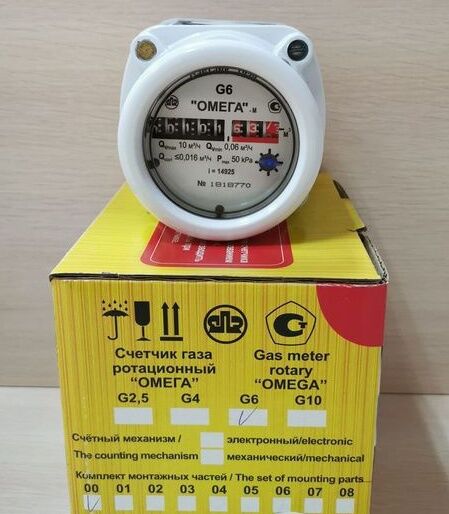 G6
"ОМЕГА"-М
Qmax 10 м³/ч Qmin 0,06 м³/ч
Qпор ≤0,016 м³/ч Pmax 50 kPa
i = 14925
№ 1818770
Счетчик газа Gas meter
ротационный rotary
"ОМЕГА" "OMEGA"
G2,5 G4 G6 G10
Счётный механизм / электронный/electronic
The counting mechanism механический/mechanical
Комплект монтажных частей / The set of mounting parts
00 01 02 03 04 05 06 07 08